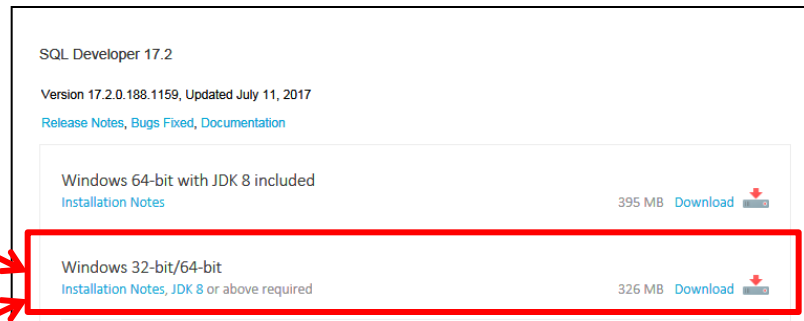 SQL Developer 17.2
Version 17.2.0.188.1159, Updated July 11, 2017
Release Notes, Bugs Fixed, Documentation
Windows 64-bit with JDK 8 included
Installation Notes
395 MB Download
Windows 32-bit/64-bit
Installation Notes, JDK 8 or above required
326 MB Download